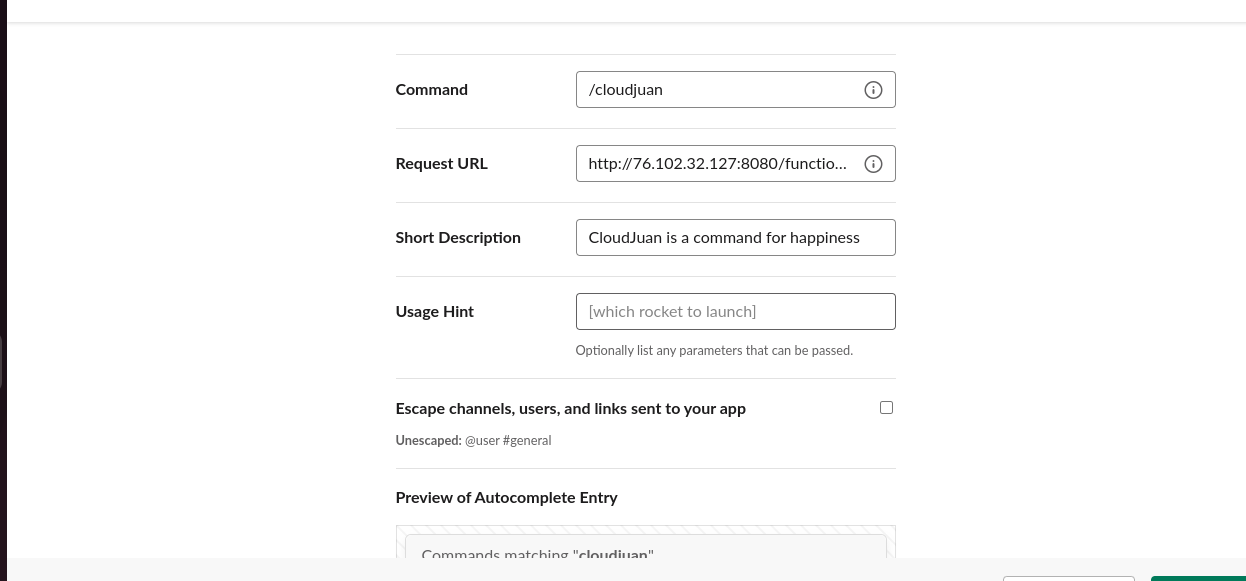 Command
/cloudjuan
Request URL
http://76.102.32.127:8080/functio...
Short Description
CloudJuan is a command for happiness
Usage Hint
[which rocket to launch]
Optionally list any parameters that can be passed.
Escape channels, users, and links sent to your app
Unescaped: @user #general
Preview of Autocomplete Entry
Commands matching "cloudjuan"